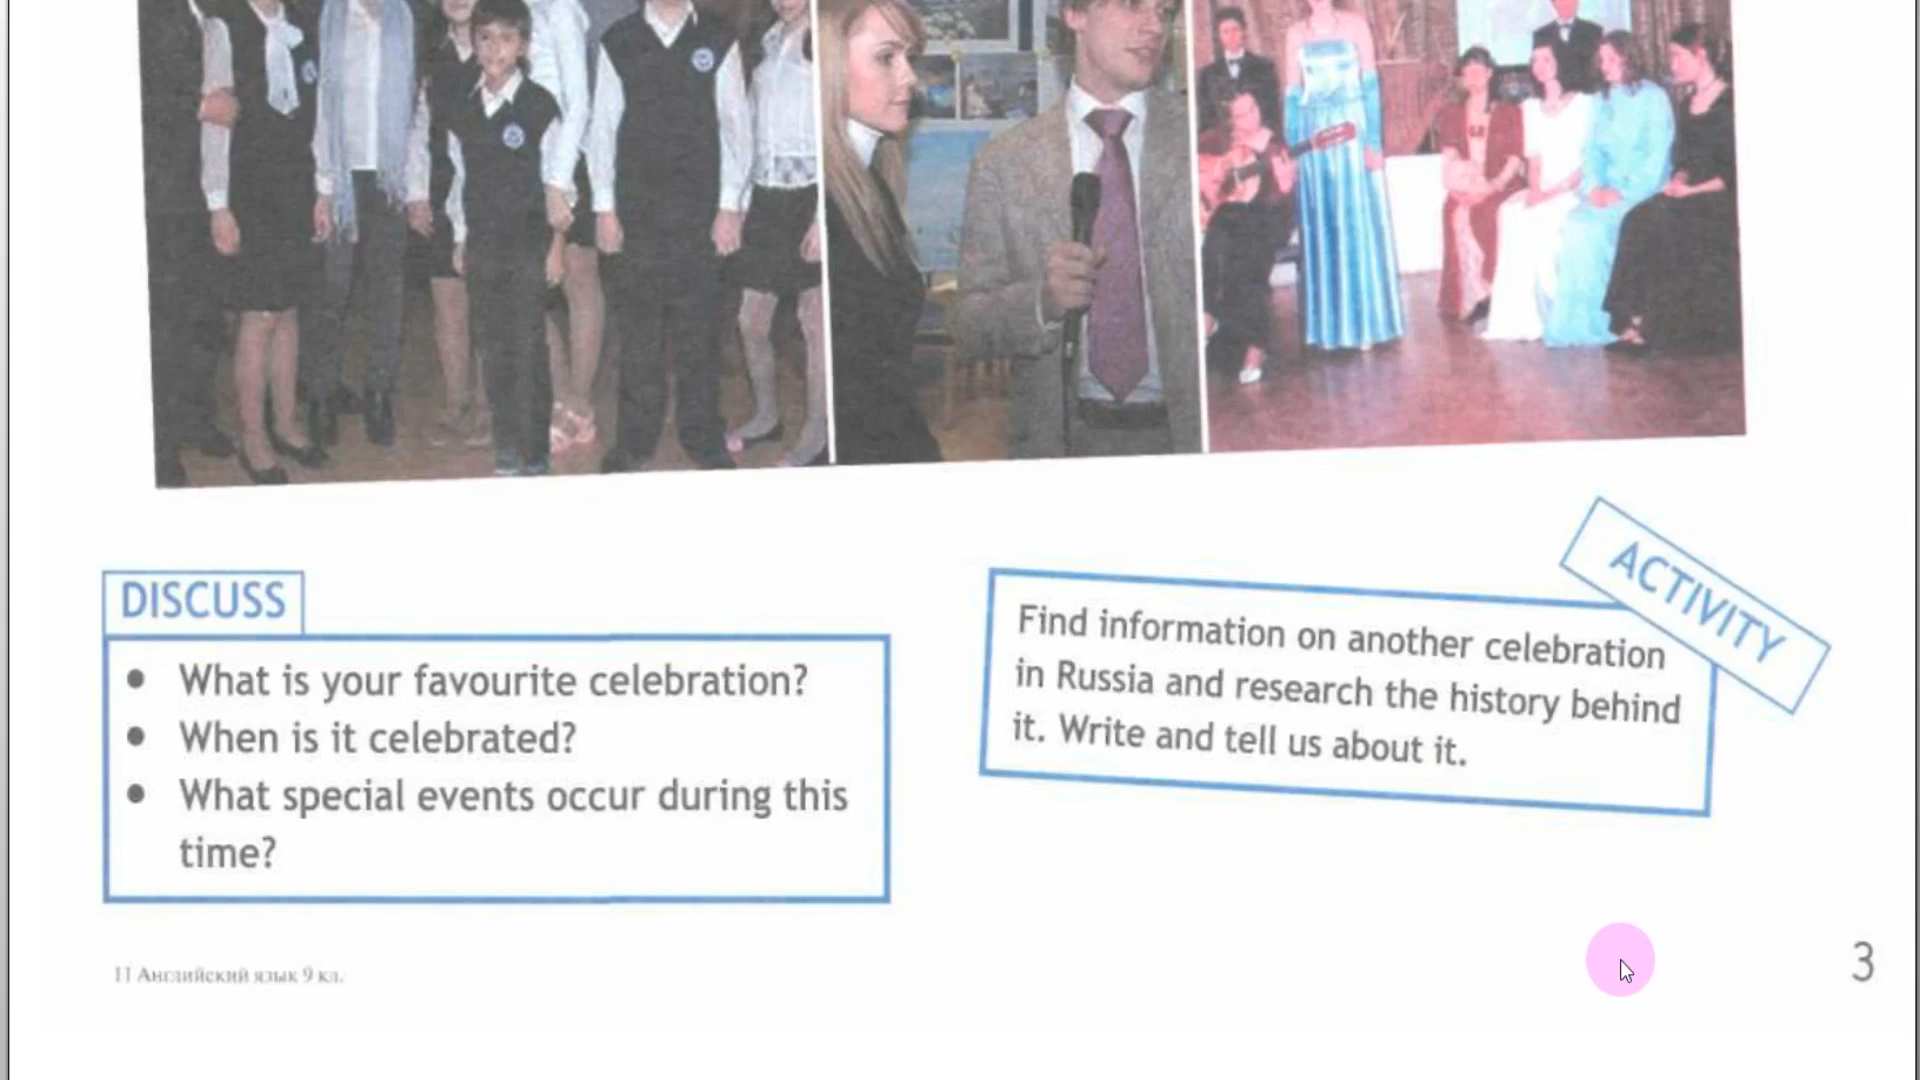 DISCUSS
• What is your favourite celebration?
• When is it celebrated?
• What special events occur during this
time?
ACTIVITY
Find information on another celebration
in Russia and research the history behind
it. Write and tell us about it.
11 Английский язык 9 кл.
3